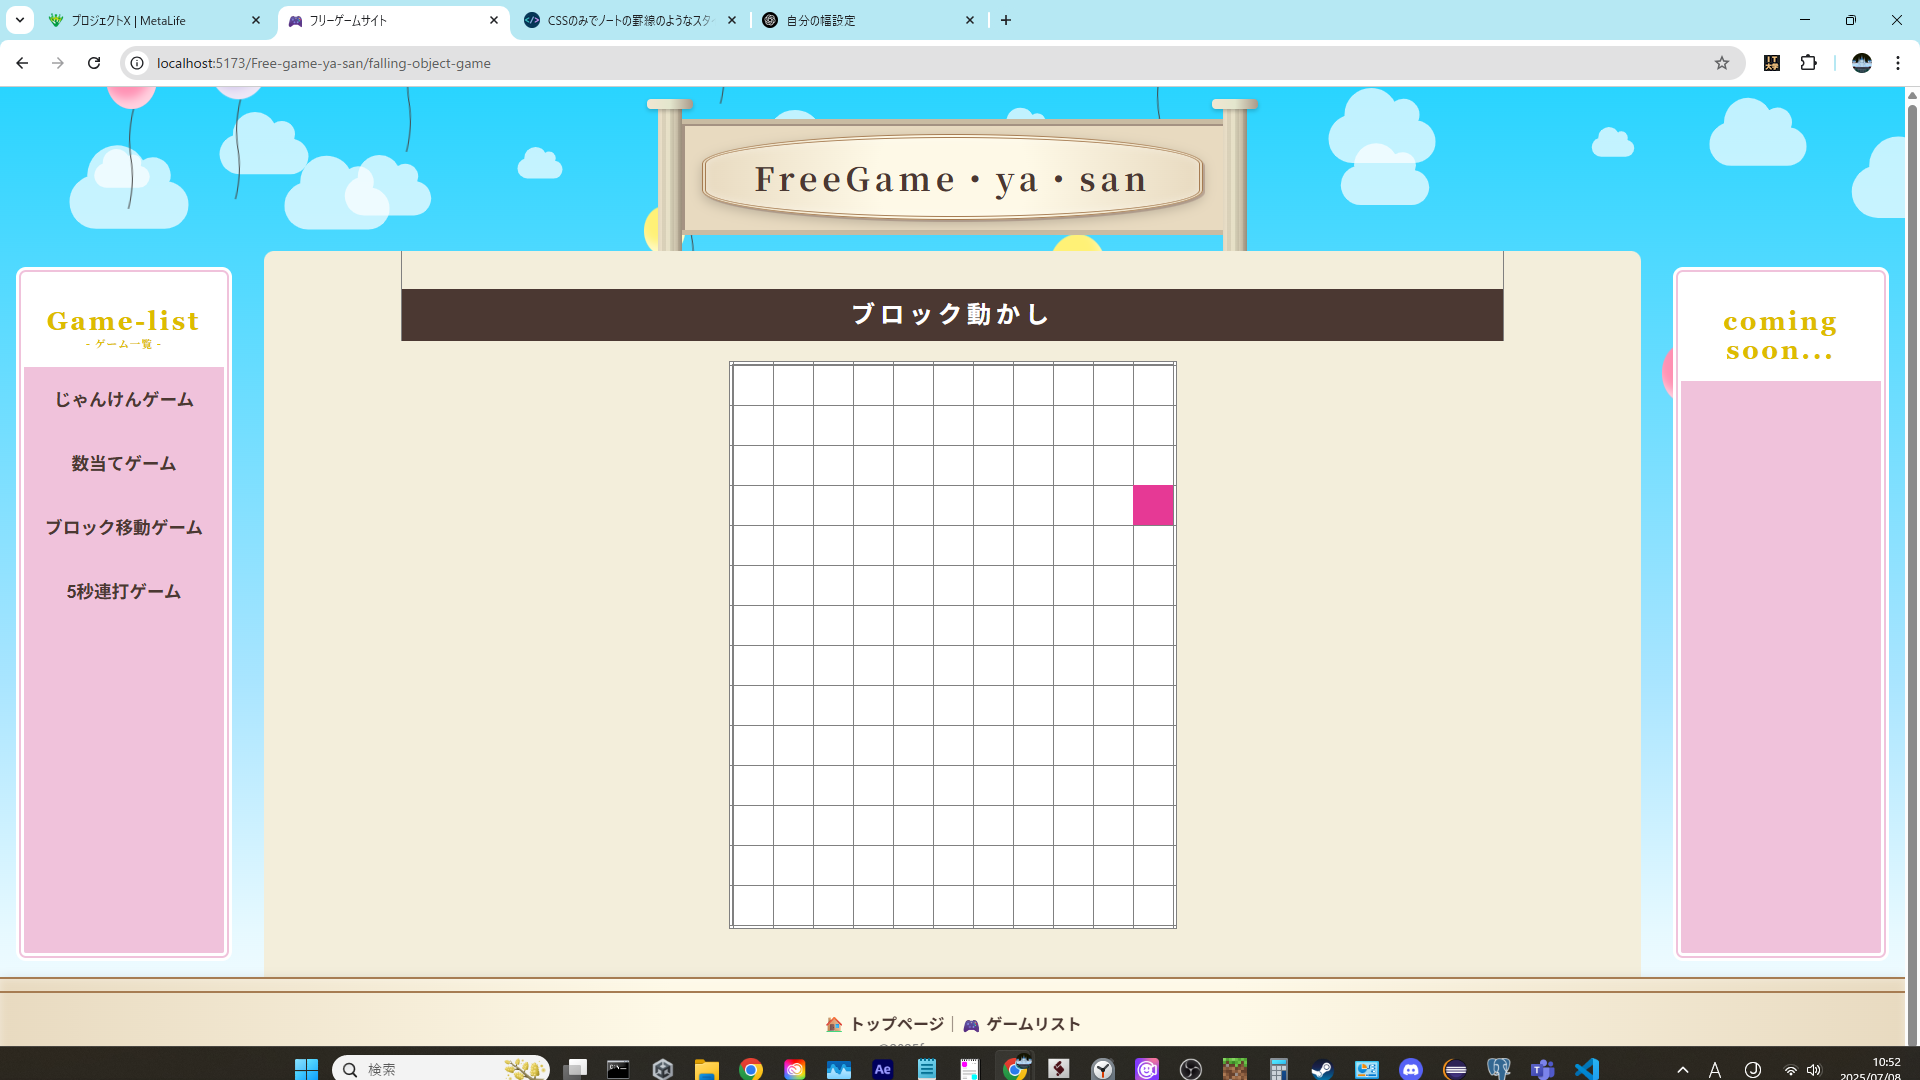 プロジェクトX | MetaLife
フリーゲームサイト
CSSのみでノートの罫線のようなスタ
自分の幅設定
localhost:5173/Free-game-ya-san/falling-object-game
IT
大学
FreeGame・ya・san
ブロック動かし
Game-list
- ゲーム一覧 -
じゃんけんゲーム
数当てゲーム
ブロック移動ゲーム
5秒連打ゲーム
coming
soon...
トップページ | ゲームリスト
検索
Ae
A
10:52
2025/07/08